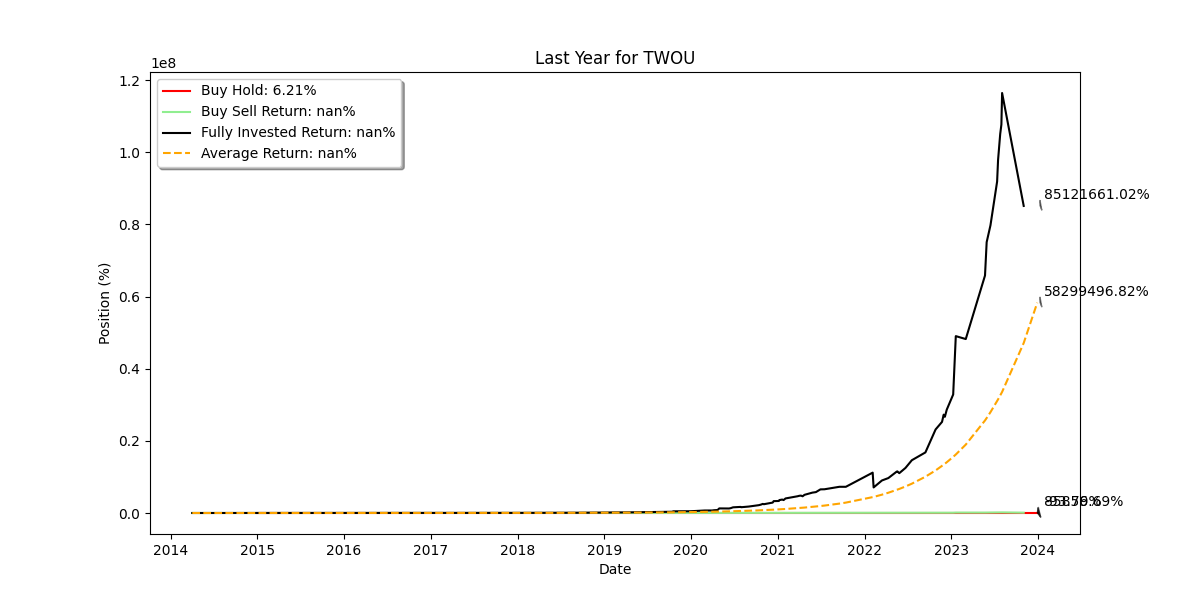 Last Year for TWOU
1e8
1.2
1.0
0.8
0.6
0.4
0.2
0.0
Position (%)
Buy Hold: 6.21%
Buy Sell Return: nan%
Fully Invested Return: nan%
Average Return: nan%
85121661.02%
58299496.82%
2014
2015
2016
2017
2018
2019
2020
2021
2022
2023
2024
Date